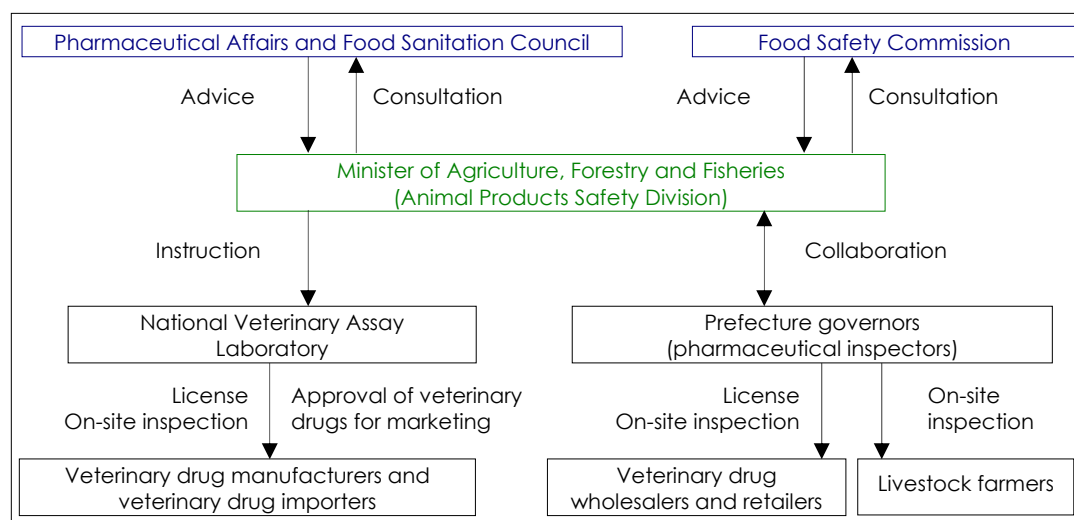 Pharmaceutical Affairs and Food Sanitation Council
Food Safety Commission
Advice
Consultation
Advice
Consultation
Minister of Agriculture, Forestry and Fisheries
(Animal Products Safety Division)
Instruction
Collaboration
National Veterinary Assay
Laboratory
Prefecture governors
(pharmaceutical inspectors)
License
On-site inspection
Approval of veterinary
drugs for marketing
License
On-site inspection
On-site
inspection
Veterinary drug manufacturers and
veterinary drug importers
Veterinary drug
wholesalers and retailers
Livestock farmers